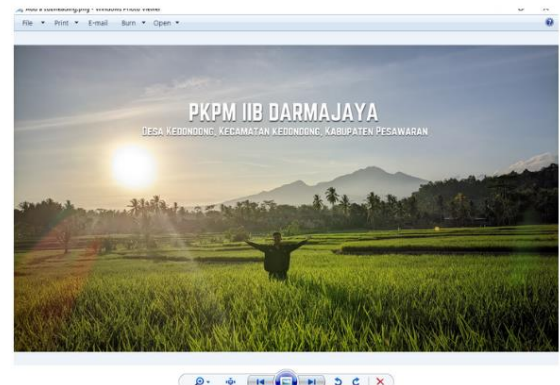 File Print E-mail Burn Open
PKPM IIB DARMAJAYA
DESA KEDONDONG, KECAMATAN KEDONDONG, KABUPATEN PESAWARAN